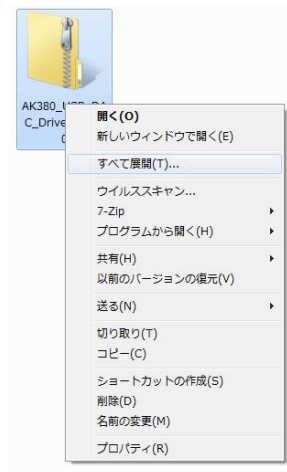 AK380_USB_DA
C_Drive
開く(O)
新しいウィンドウで開く(E)
すべて展開(T)...
ウイルススキャン...
7-Zip
プログラムから開く(H)
共有(H)
以前のバージョンの復元(V)
送る(N)
切り取り(T)
コピー(C)
ショートカットの作成(S)
削除(D)
名前の変更(M)
プロパティ(R)